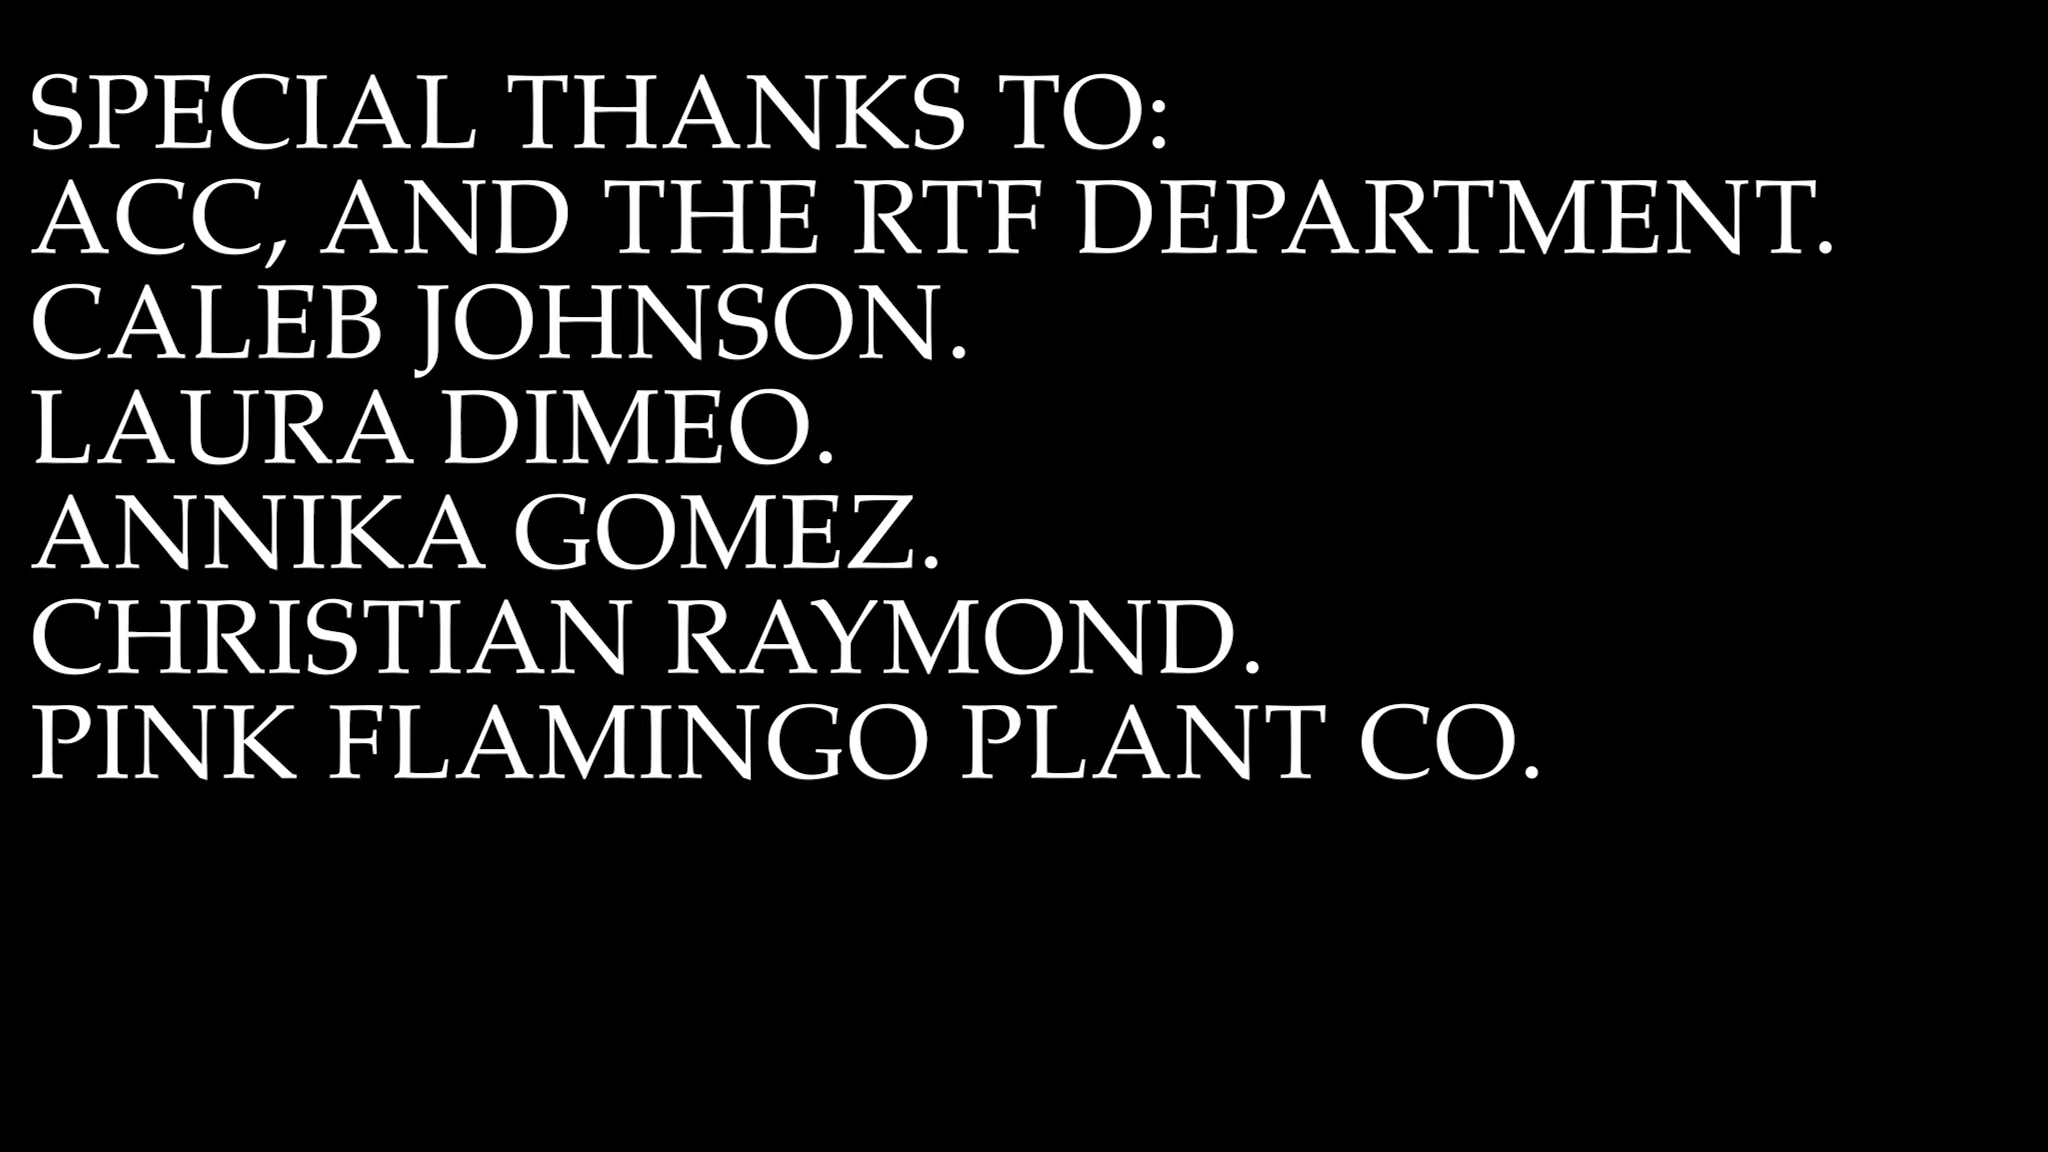 SPECIAL THANKS TO:
ACC, AND THE RTF DEPARTMENT.
CALEB JOHNSON.
LAURA DIMEO.
ANNIKA GOMEZ.
CHRISTIAN RAYMOND.
PINK FLAMINGO PLANT CO.